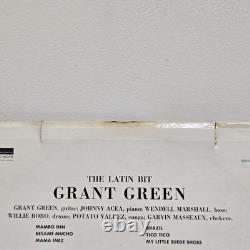 THE LATIN BIT
GRANT GREEN
GRANT GREEN, guitar; JOHNNY ACEA, piano; WENDELL MARSHALL, bass;
WILLIE BOBO, drums; POTATO VALDEZ, conga; GARVIN MASSEAUX, chekere.
MAMBO INN
BESAME MUCHO
MAMA INEZ
BRAZIL
TICO TICO
MY LITTLE SUEDE SHOES